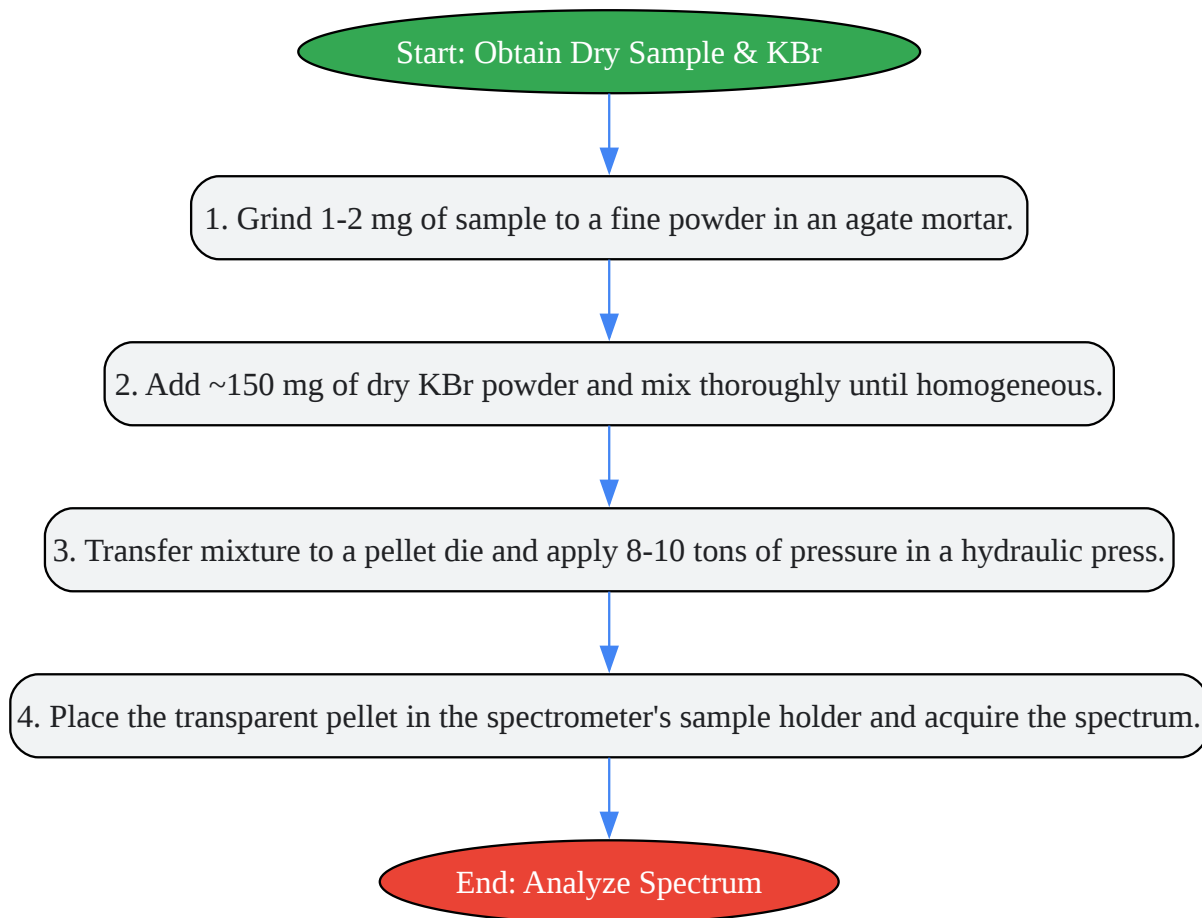 Start: Obtain Dry Sample & KBr
1. Grind 1-2 mg of sample to a fine powder in an agate mortar.
2. Add ~150 mg of dry KBr powder and mix thoroughly until homogeneous.
3. Transfer mixture to a pellet die and apply 8-10 tons of pressure in a hydraulic press.
4. Place the transparent pellet in the spectrometer's sample holder and acquire the spectrum.
End: Analyze Spectrum